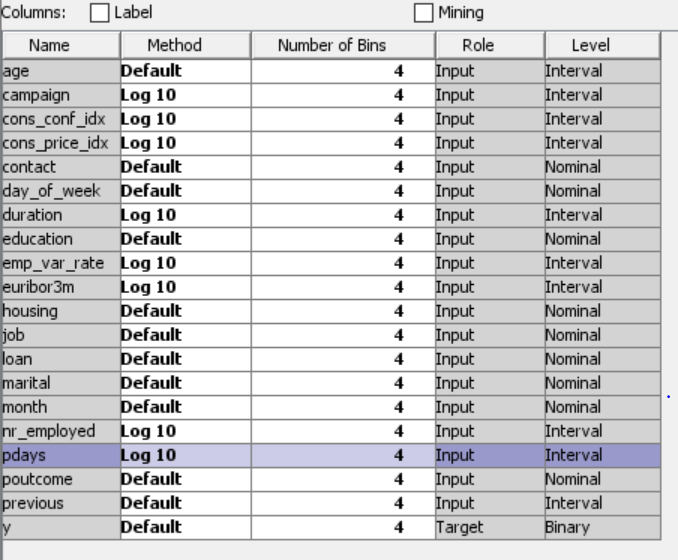 Columns: Label Mining
Name Method Number of Bins Role Level
age Default 4 Input Interval
campaign Log 10 4 Input Interval
cons_conf_idx Log 10 4 Input Interval
cons_price_idx Log 10 4 Input Interval
contact Default 4 Input Nominal
day_of_week Default 4 Input Nominal
duration Log 10 4 Input Interval
education Default 4 Input Nominal
emp_var_rate Log 10 4 Input Interval
euribor3m Log 10 4 Input Interval
housing Default 4 Input Nominal
job Default 4 Input Nominal
loan Default 4 Input Nominal
marital Default 4 Input Nominal
month Default 4 Input Nominal
nr_employed Log 10 4 Input Interval
pdays Log 10 4 Input Interval
poutcome Default 4 Input Nominal
previous Default 4 Input Interval
y Default 4 Target Binary